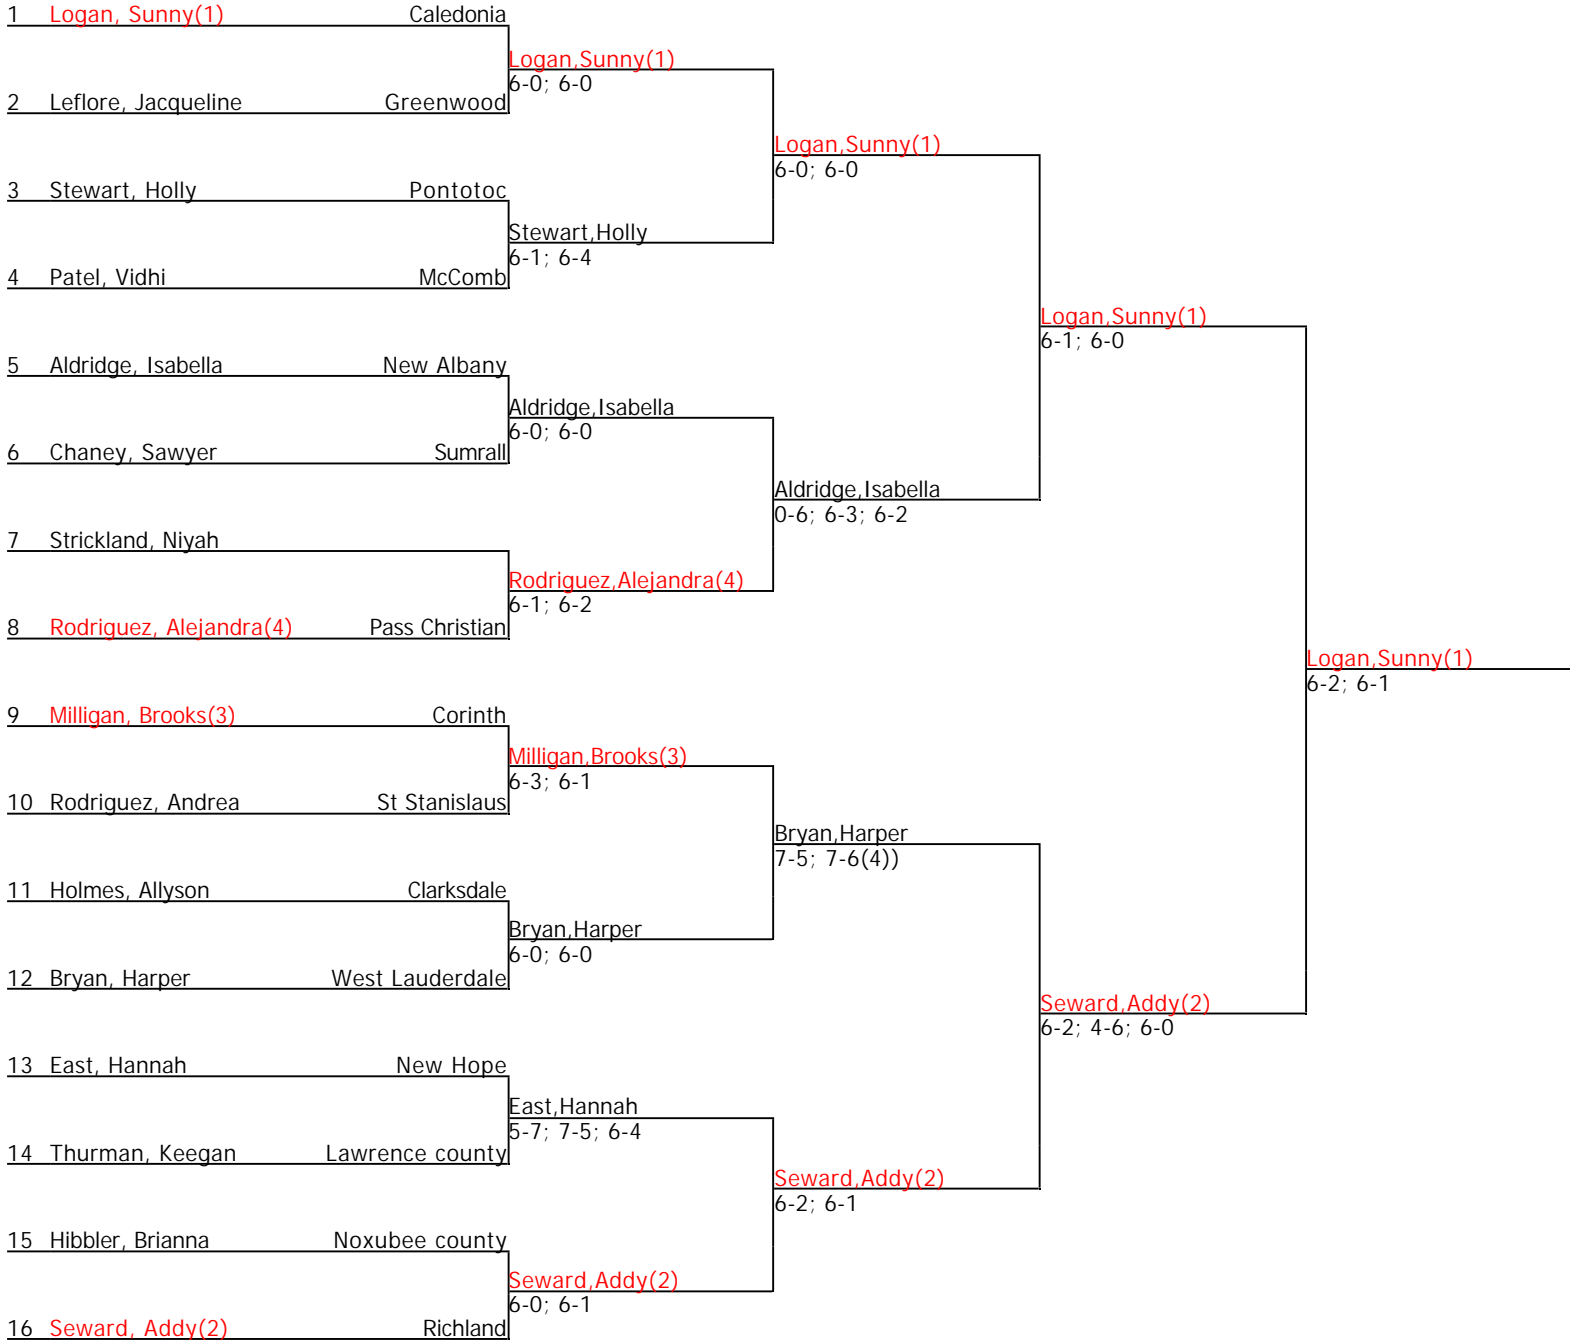 1 Logan, Sunny(1) Caledonia
Logan,Sunny(1)
6-0; 6-0
2 Leflore, Jacqueline Greenwood
Logan,Sunny(1)
6-0; 6-0
3 Stewart, Holly Pontotoc
Stewart,Holly
6-1; 6-4
4 Patel, Vidhi McComb
Logan,Sunny(1)
6-1; 6-0
5 Aldridge, Isabella New Albany
Aldridge,Isabella
6-0; 6-0
6 Chaney, Sawyer Sumrall
Aldridge,Isabella
0-6; 6-3; 6-2
7 Strickland, Niyah
Rodriguez,Alejandra(4)
6-1; 6-2
8 Rodriguez, Alejandra(4) Pass Christian
Logan,Sunny(1)
6-2; 6-1
9 Milligan, Brooks(3) Corinth
Milligan,Brooks(3)
6-3; 6-1
10 Rodriguez, Andrea St Stanislaus
Bryan,Harper
7-5; 7-6(4))
11 Holmes, Allyson Clarksdale
Bryan,Harper
6-0; 6-0
12 Bryan, Harper West Lauderdale
Seward,Addy(2)
6-2; 4-6; 6-0
13 East, Hannah New Hope
East,Hannah
5-7; 7-5; 6-4
14 Thurman, Keegan Lawrence county
Seward,Addy(2)
6-2; 6-1
15 Hibbler, Brianna Noxubee county
Seward,Addy(2)
6-0; 6-1
16 Seward, Addy(2) Richland